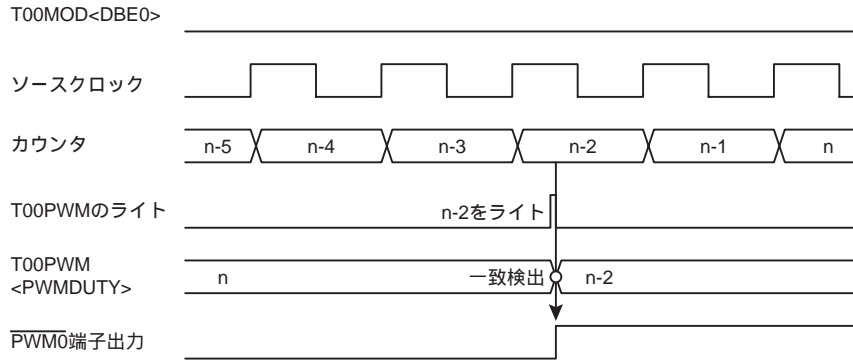 T00MOD<DBE0>
ソースクロック
カウンタ n-5 n-4 n-3 n-2 n-1 n
T00PWMのライト n-2をライト
T00PWM
<PWMDUTY> n 一致検出 n-2
PWM0端子出力